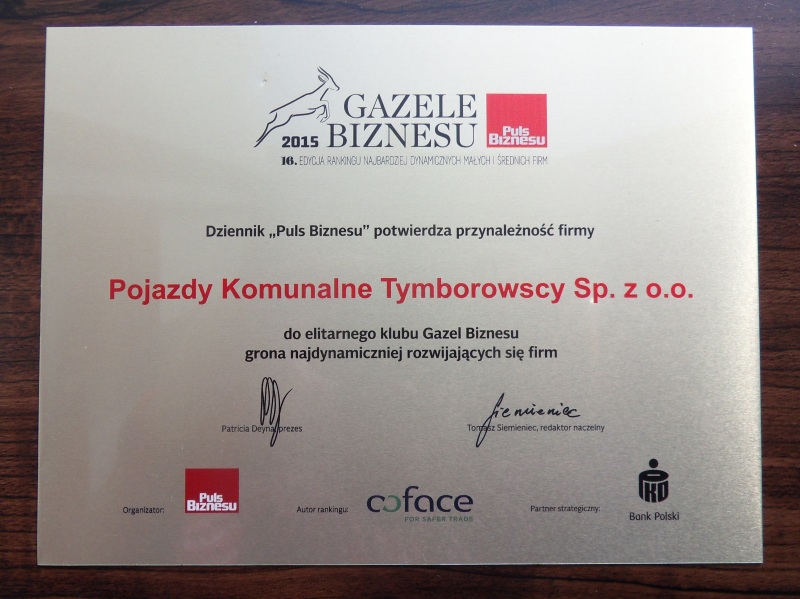 GAZELE
2015 BIZNESU
Puls
Biznesu
16. EDYCJA RANKINGU NAJBARDZIEJ DYNAMICZNYCH MAŁYCH I ŚREDNICH FIRM
Dziennik „Puls Biznesu” potwierdza przynależność firmy
Pojazdy Komunalne Tymborowscy Sp. z o.o.
do elitarnego klubu Gazel Biznesu
grona najdynamiczniej rozwijających się firm
Siemieniec
Patricia Deyna, prezes
Tomasz Siemieniec, redaktor naczelny
Organizator:
Puls
Biznesu
Autor rankingu:
coface
FOR SAFER TRADE
Partner strategiczny:
PKO
Bank Polski